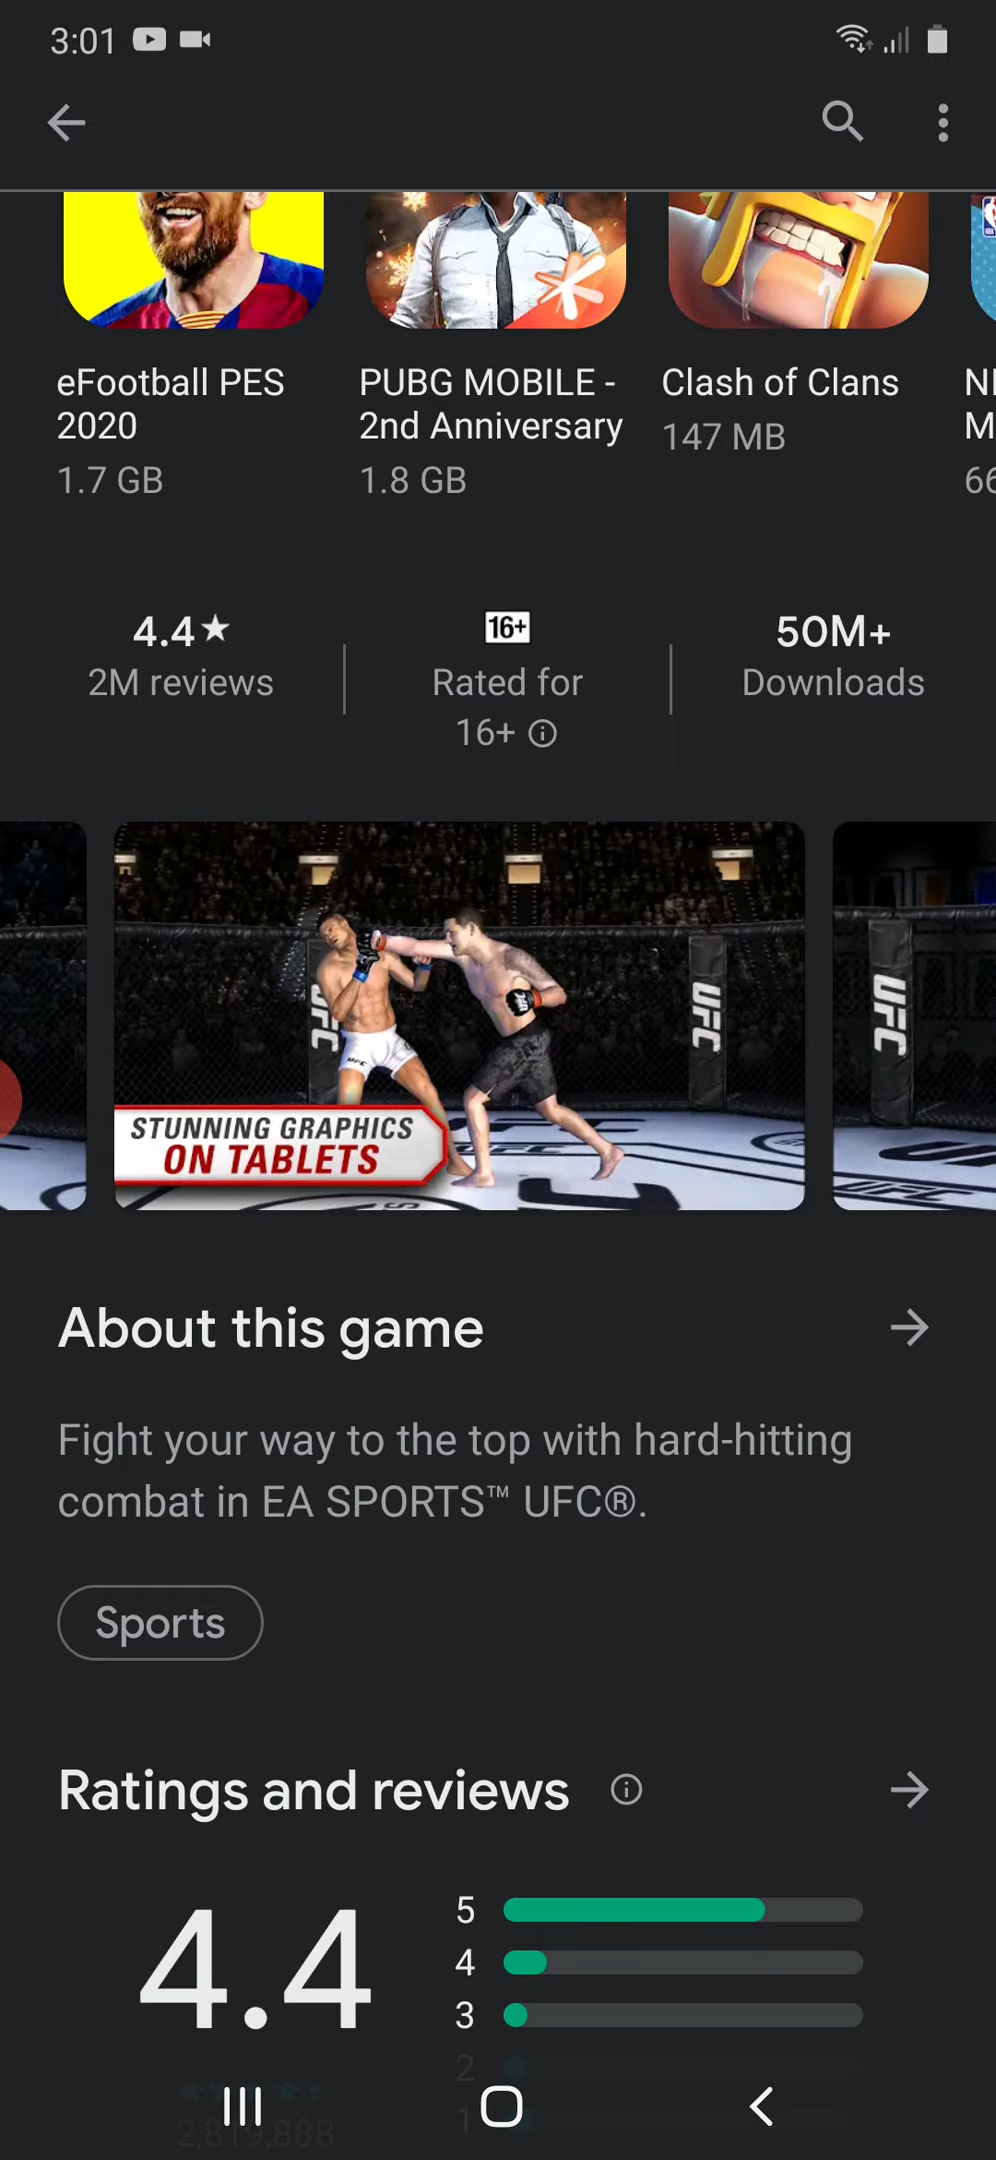 3:01
eFootball PES
2020
1.7 GB
PUBG MOBILE -
2nd Anniversary
1.8 GB
Clash of Clans
147 MB
4.4★
2M reviews
16+
Rated for
16+
50M+
Downloads
UFC
UFC
UFC
STUNNING GRAPHICS
ON TABLETS
About this game
Fight your way to the top with hard-hitting
combat in EA SPORTS™ UFC®.
Sports
Ratings and reviews
4.4
5
4
3
2
1